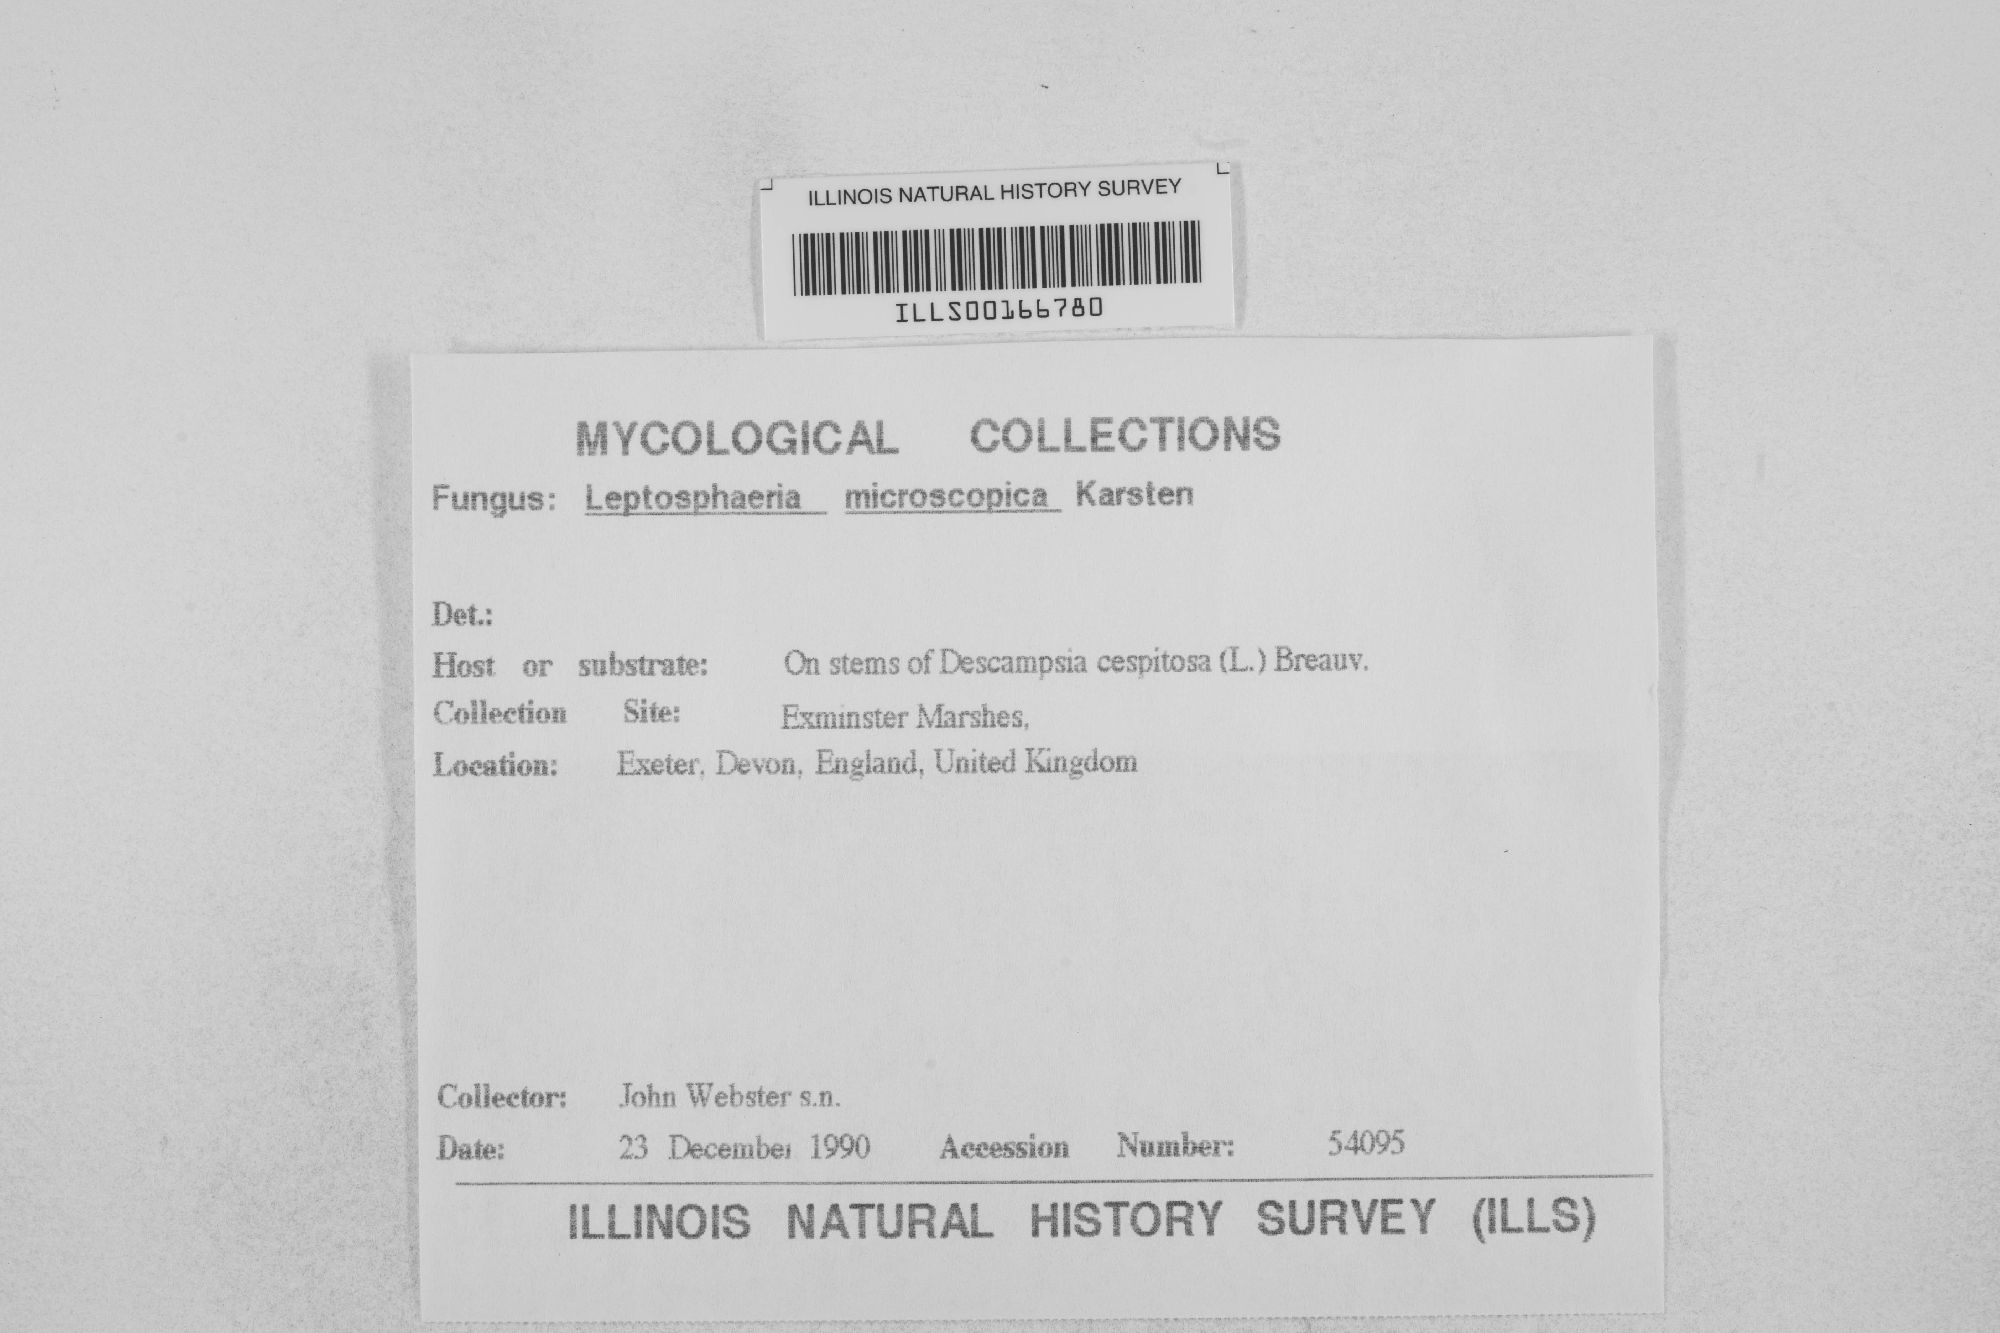 ILLINOIS NATURAL HISTORY SURVEY
ILLS00166780
MYCOLOGICAL COLLECTIONS
Fungus: Leptosphaeria microscopica Karsten
Det.:
Host or substrate: On stems of Descampsia cespitosa (L.) Breauv.
Collection Site: Exminster Marshes,
Location: Exeter, Devon, England, United Kingdom
Collector: John Webster s.n.
Date: 23 December 1990 Accession Number: 54095
ILLINOIS NATURAL HISTORY SURVEY (ILLS)